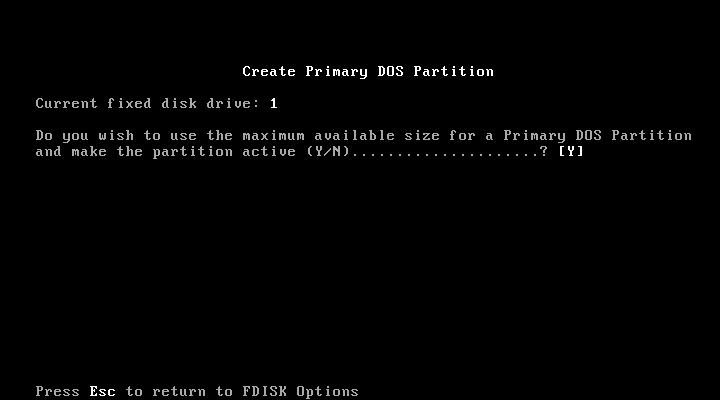 Create Primary DOS Partition
Current fixed disk drive: 1
Do you wish to use the maximum available size for a Primary DOS Partition
and make the partition active (Y/N).....................? [Y]
Press Esc to return to FDISK Options